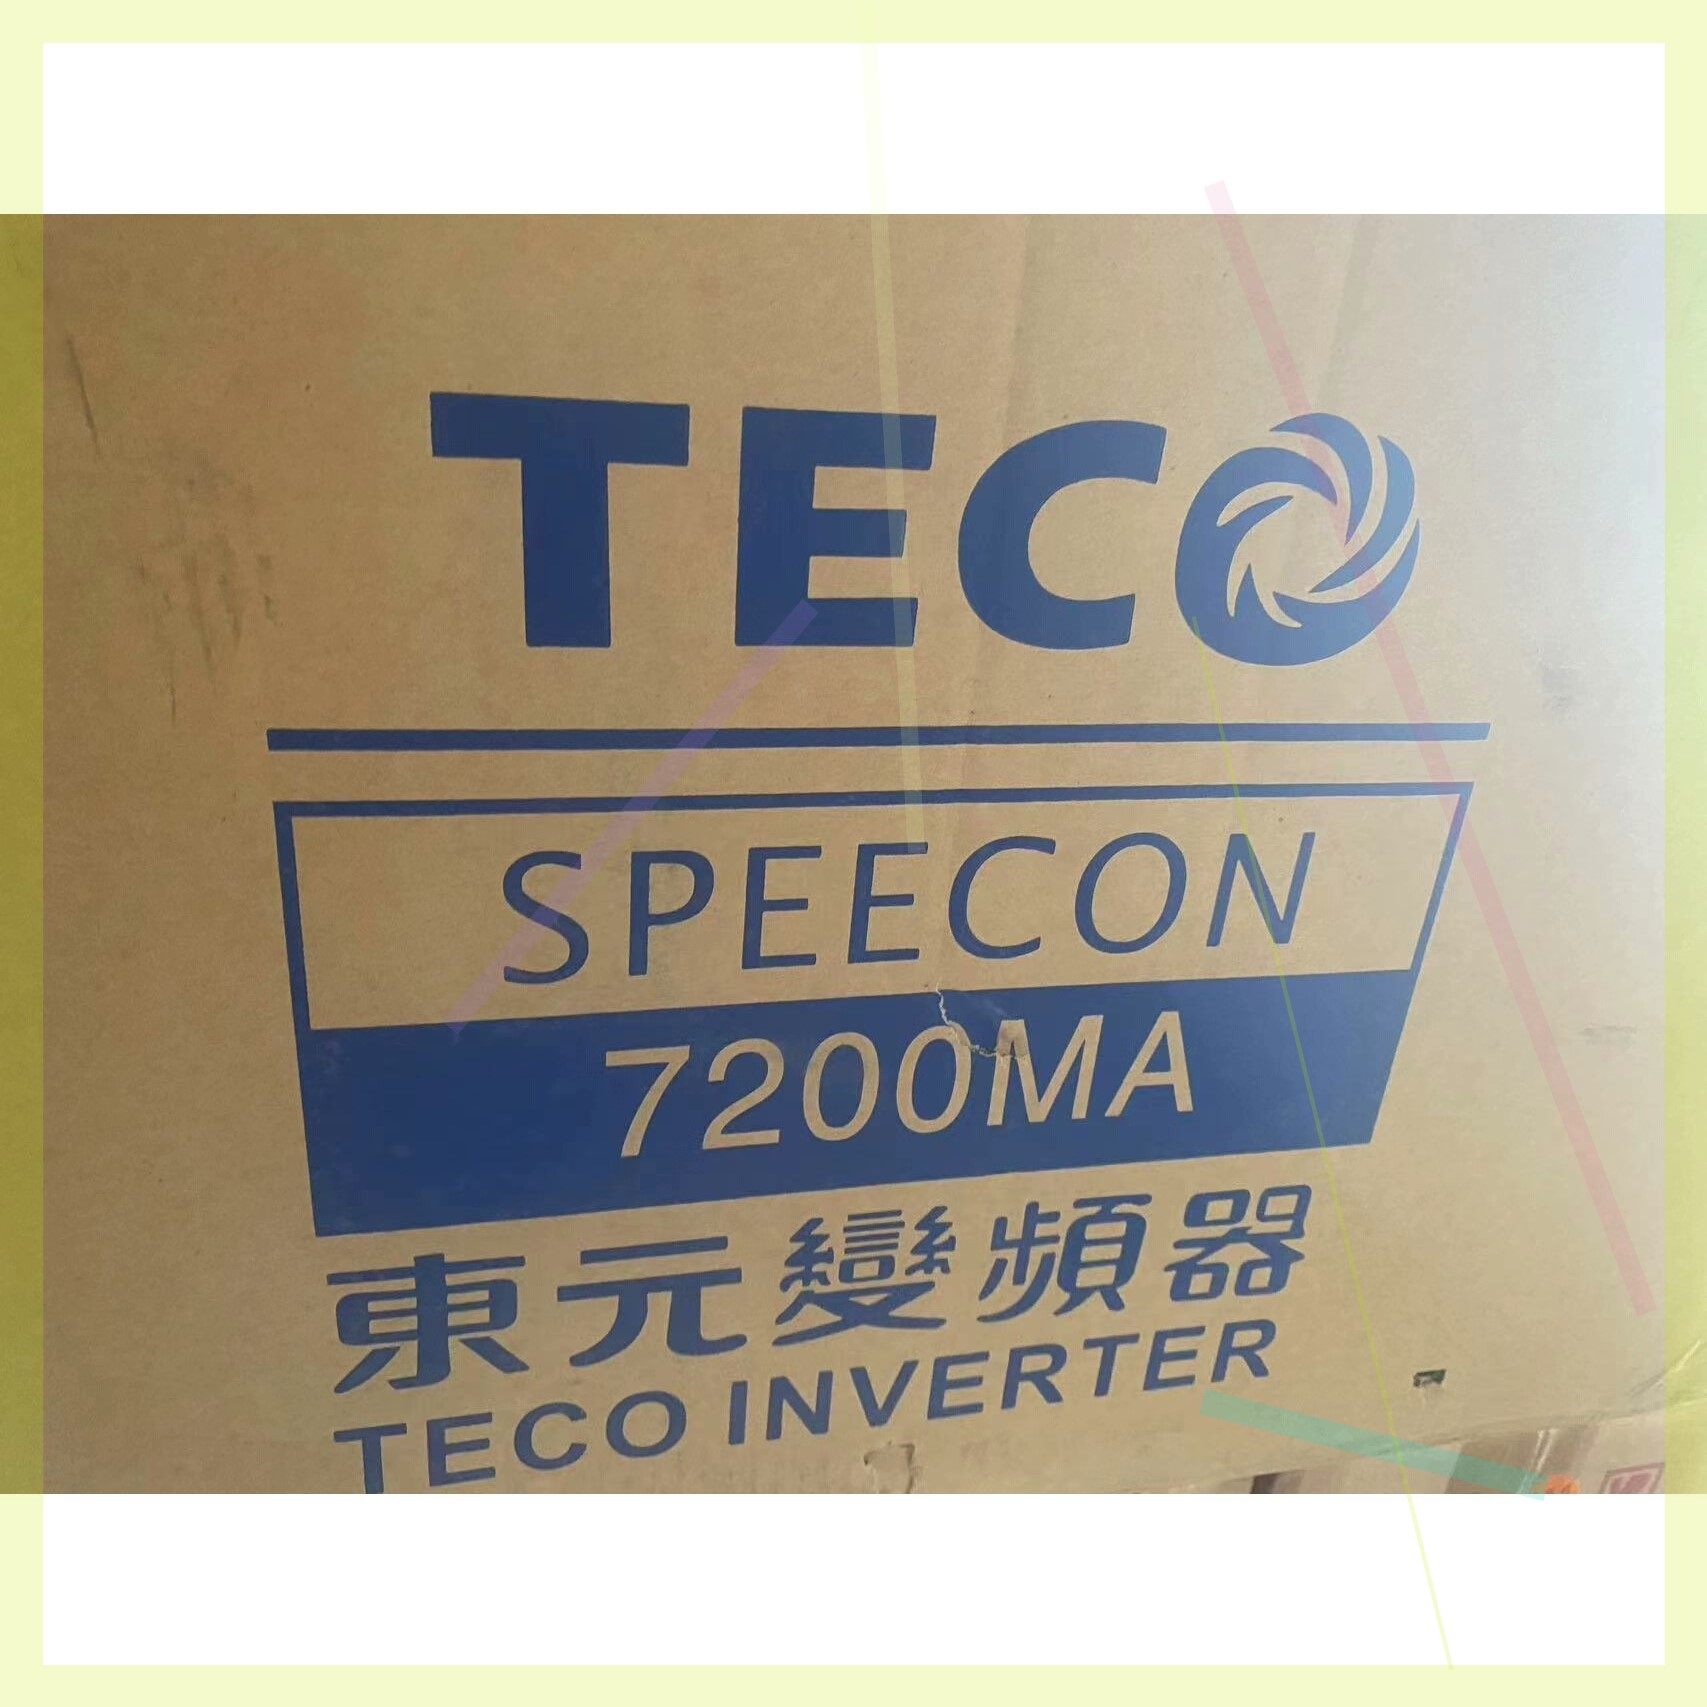 TECO
SPEECON
7200MA
東元變頻器
TECO INVERTER